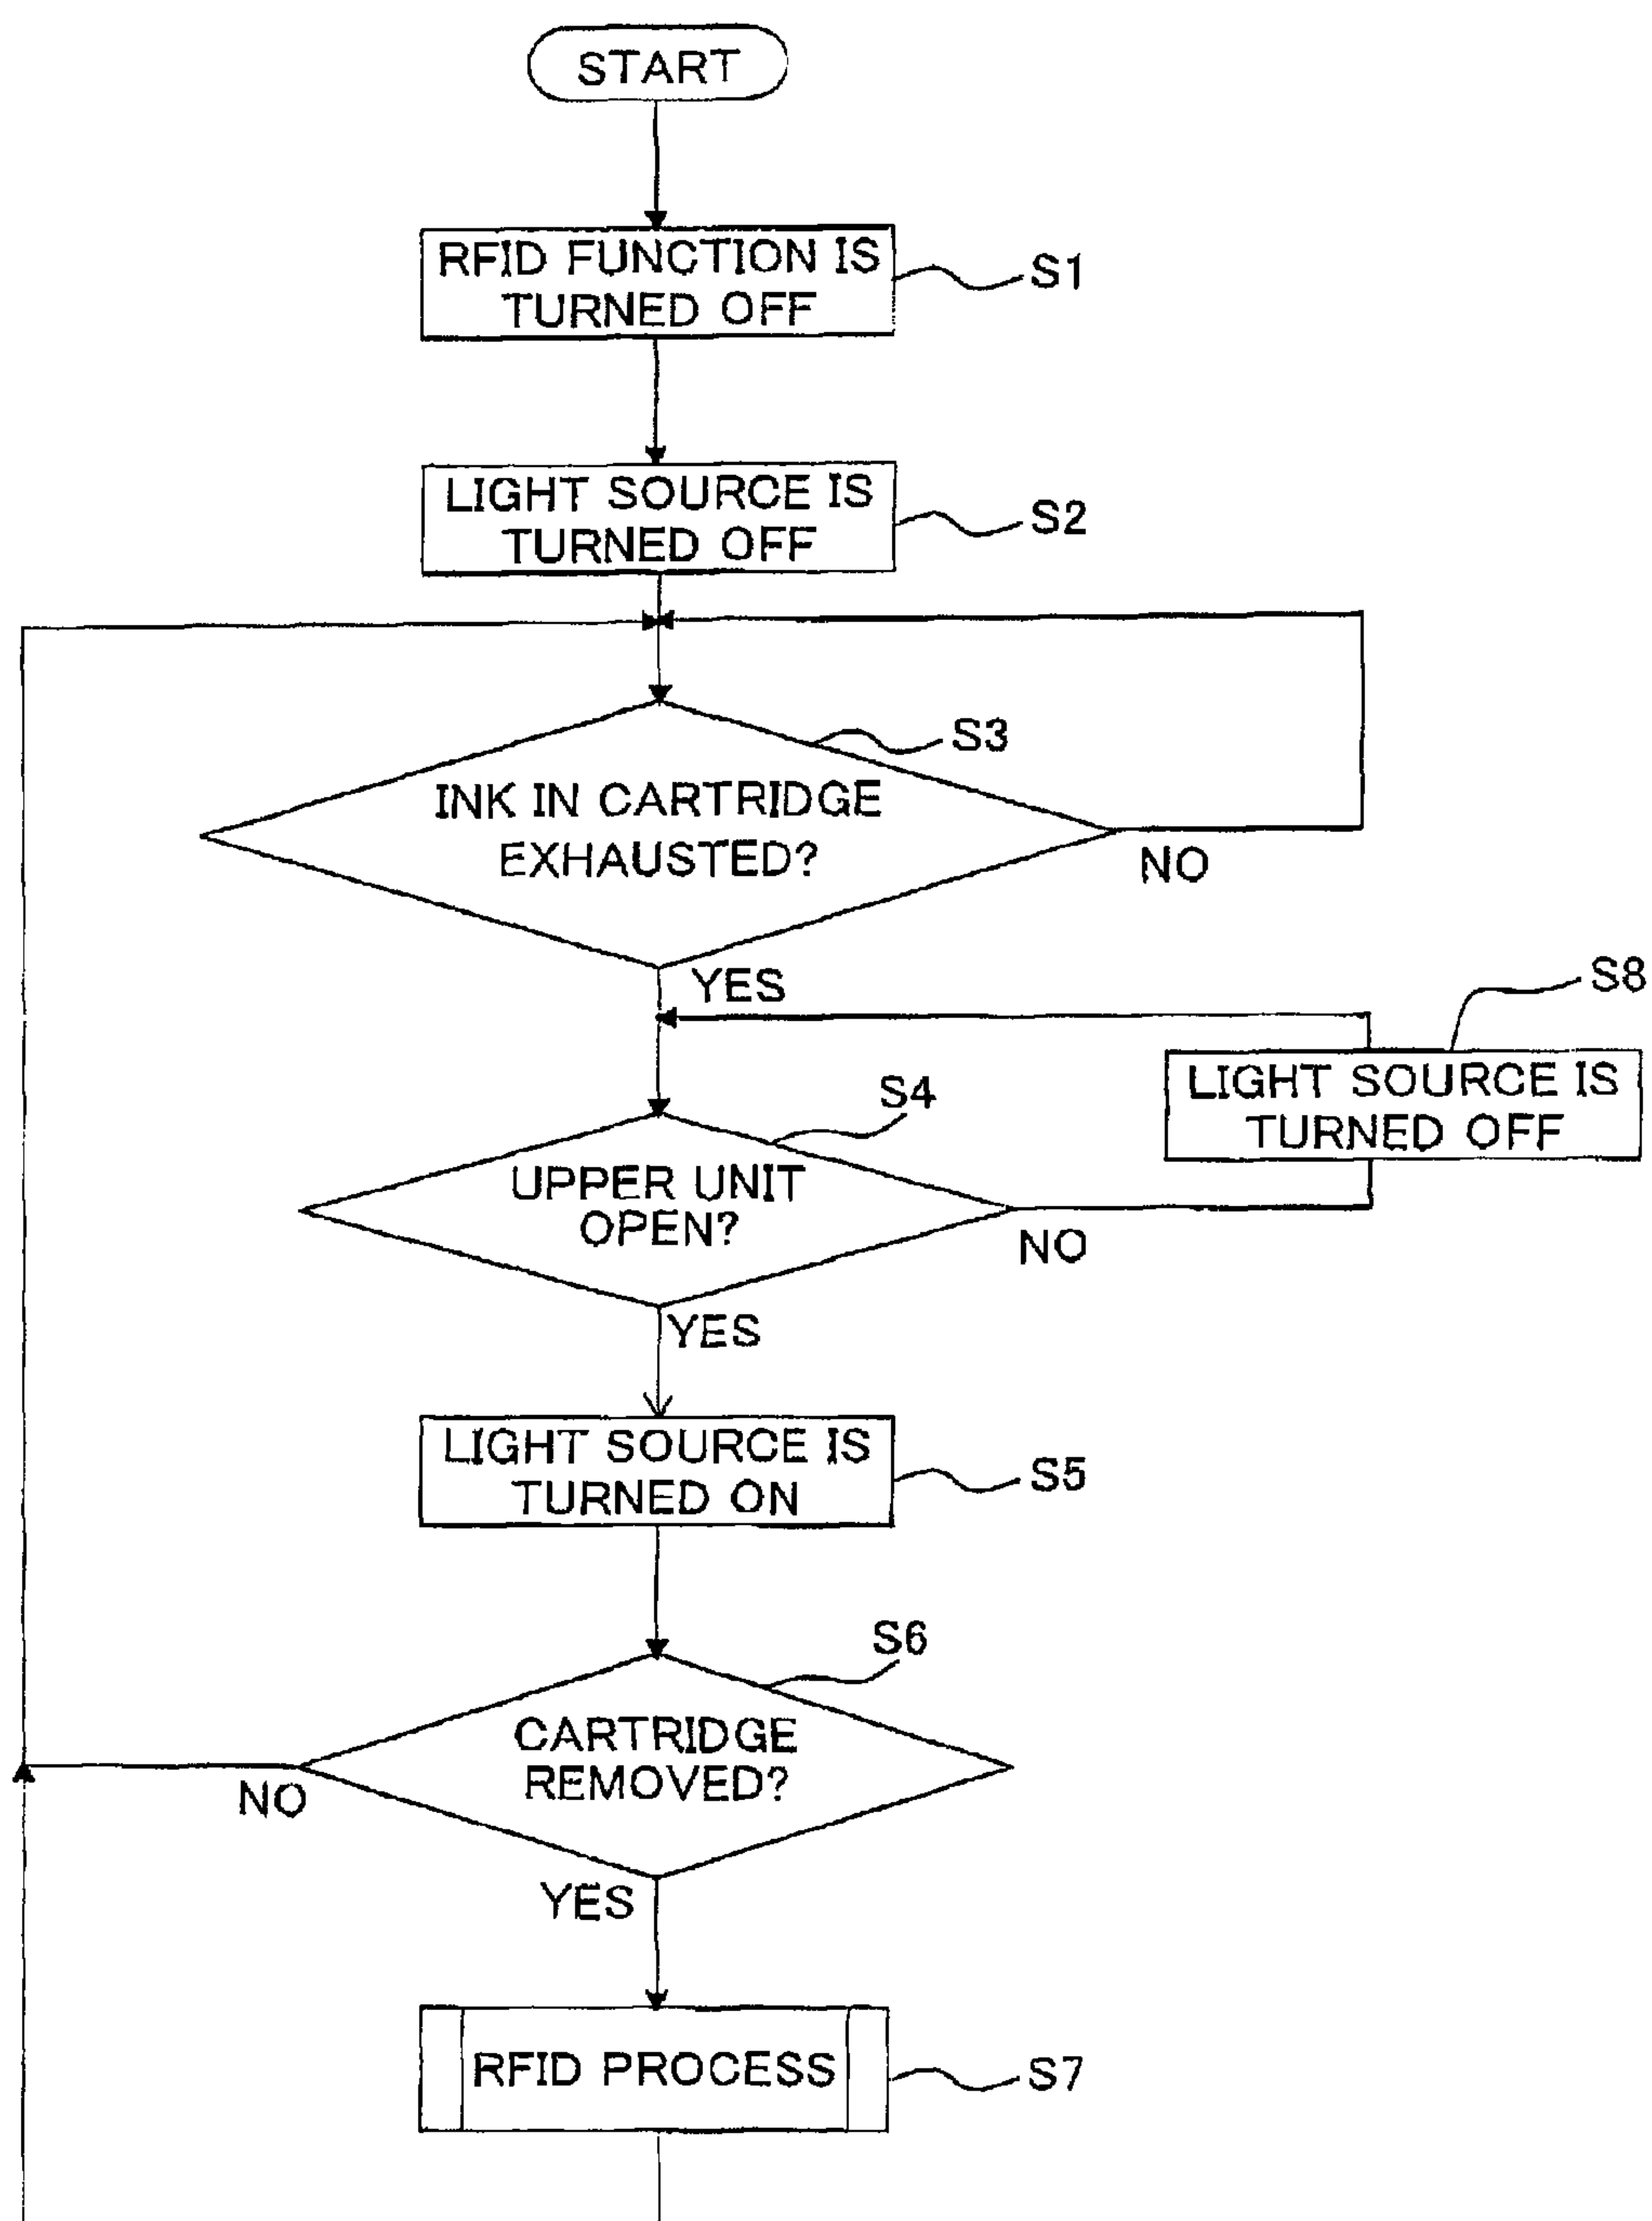 START
RFID FUNCTION IS
TURNED OFF
S1
LIGHT SOURCE IS
TURNED OFF
S2
S3
INK IN CARTRIDGE
EXHAUSTED?
NO
YES
S8
LIGHT SOURCE IS
TURNED OFF
S4
UPPER UNIT
OPEN?
NO
YES
LIGHT SOURCE IS
TURNED ON
S5
S6
CARTRIDGE
REMOVED?
NO
YES
RFID PROCESS
S7